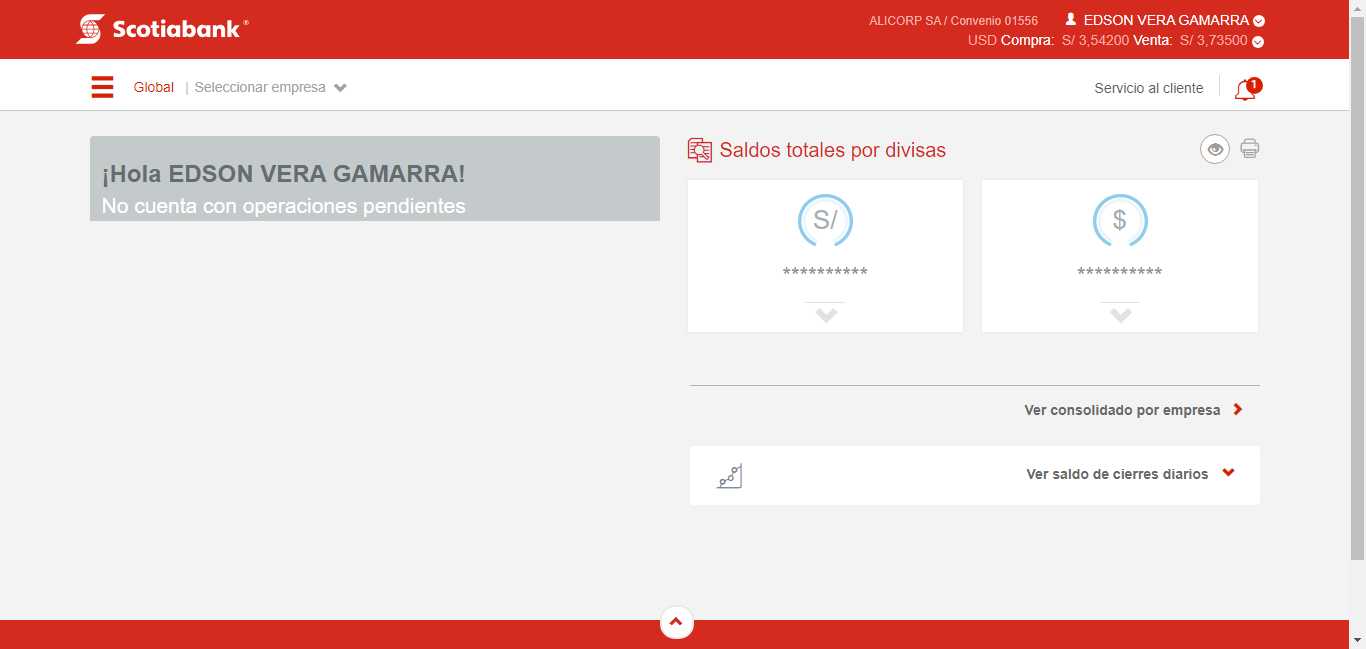 Scotiabank®
ALICORP SA / Convenio 01556 EDSON VERA GAMARRA
USD Compra: S/ 3,54200 Venta: S/ 3,73500
Global | Seleccionar empresa
Servicio al cliente
1
¡Hola EDSON VERA GAMARRA!
No cuenta con operaciones pendientes
Saldos totales por divisas
S/
**********
$
**********
Ver consolidado por empresa
Ver saldo de cierres diarios